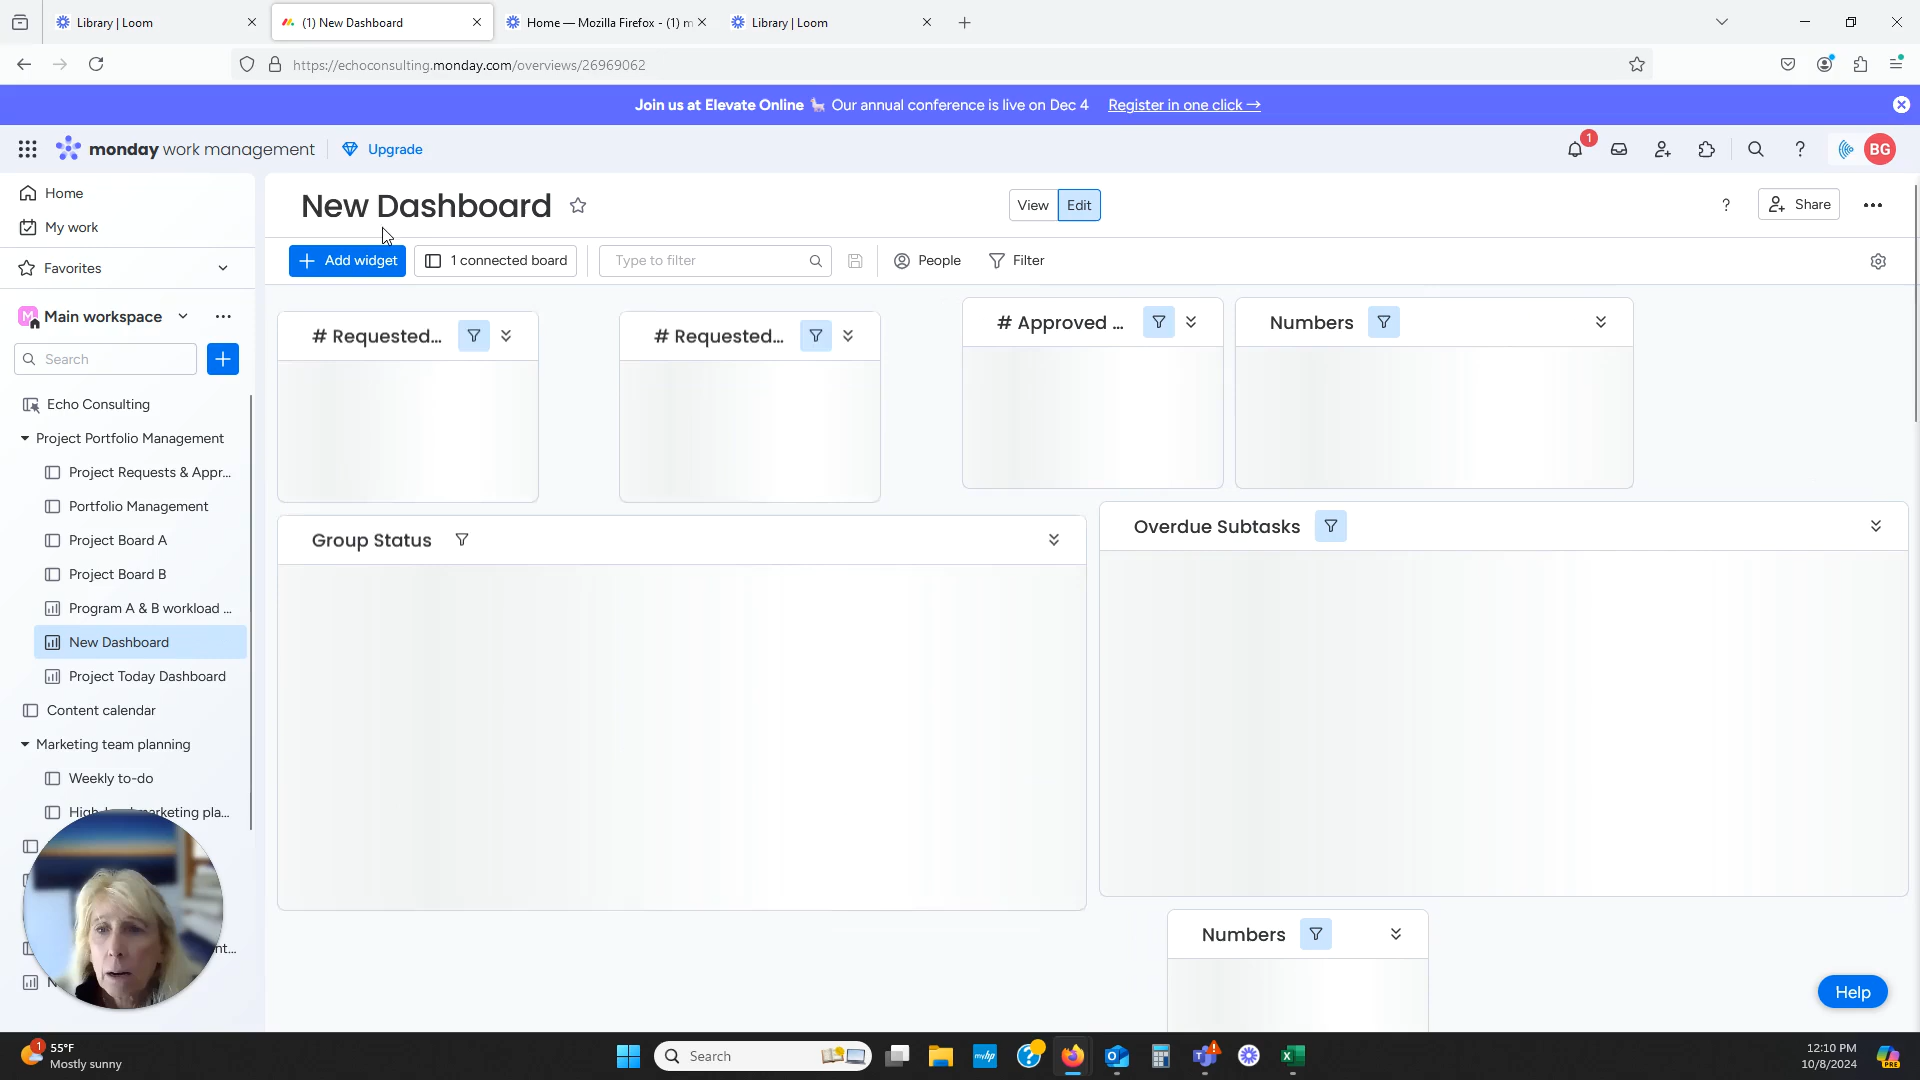 Library | Loom
(1) New Dashboard
Home — Mozilla Firefox - (1) m
Library | Loom
https://echoconsulting.monday.com/overviews/26969062
Join us at Elevate Online 🦙 Our annual conference is live on Dec 4 Register in one click →
monday work management
Upgrade
1
BG
Home
My work
Favorites
M
Main workspace
Search
Echo Consulting
Project Portfolio Management
Project Requests & Appr...
Portfolio Management
Project Board A
Project Board B
Program A & B workload ...
New Dashboard
Project Today Dashboard
Content calendar
Marketing team planning
Weekly to-do
New Dashboard
View
Edit
?
Share
Add widget
1 connected board
Type to filter
People
Filter
# Requested...
# Requested...
# Approved ...
Numbers
Group Status
Overdue Subtasks
Numbers
Help
1
55°F
Mostly sunny
Search
12:10 PM
10/8/2024